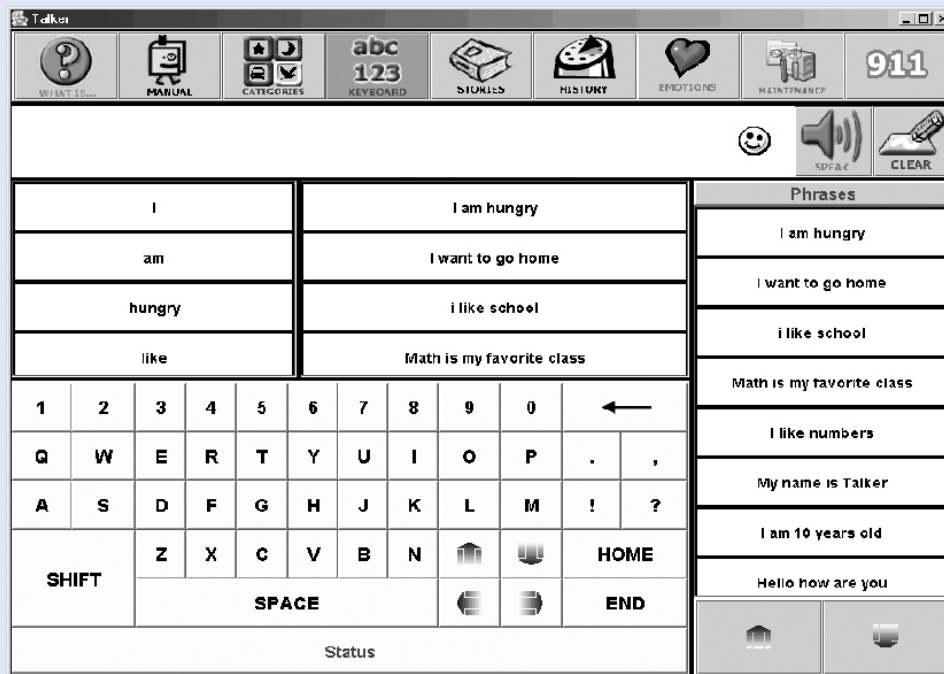 Talker
WHAT IS...
MANUAL
CATEGORIES
abc
123
KEYBOARD
STORIES
HISTORY
EMOTIONS
MAINTENANCE
911
SPEAK
CLEAR
I
am
hungry
like
I am hungry
I want to go home
i like school
Math is my favorite class
Phrases
I am hungry
I want to go home
i like school
Math is my favorite class
I like numbers
My name is Talker
I am 10 years old
Hello how are you
1 2 3 4 5 6 7 8 9 0
Q W E R T Y U I O P . ,
A S D F G H J K L M ! ?
SHIFT
Z X C V B N
HOME
SPACE
END
Status